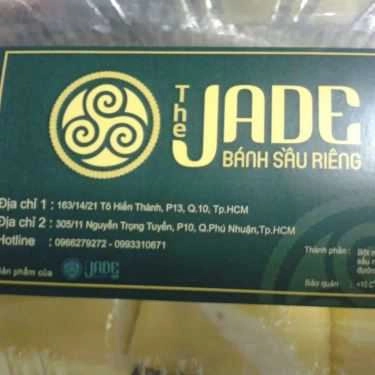 The
JADE
BÁNH SẦU RIÊNG
Địa chỉ 1 : 163/14/21 Tô Hiến Thành, P13, Q.10, Tp.HCM
Địa chỉ 2 : 305/11 Nguyễn Trọng Tuyển, P10, Q.Phú Nhuận,Tp.HCM
Hotline : 0966279272 - 0993310671
phẩm của JADE
Thành phần :
Bảo quản :